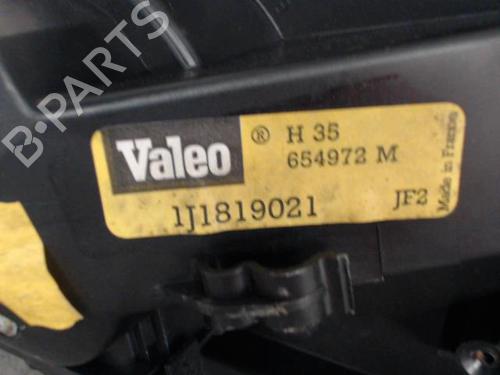 B-PARTS
Valeo ® H 35
654972 M
1J1819021 JF2
Made in France